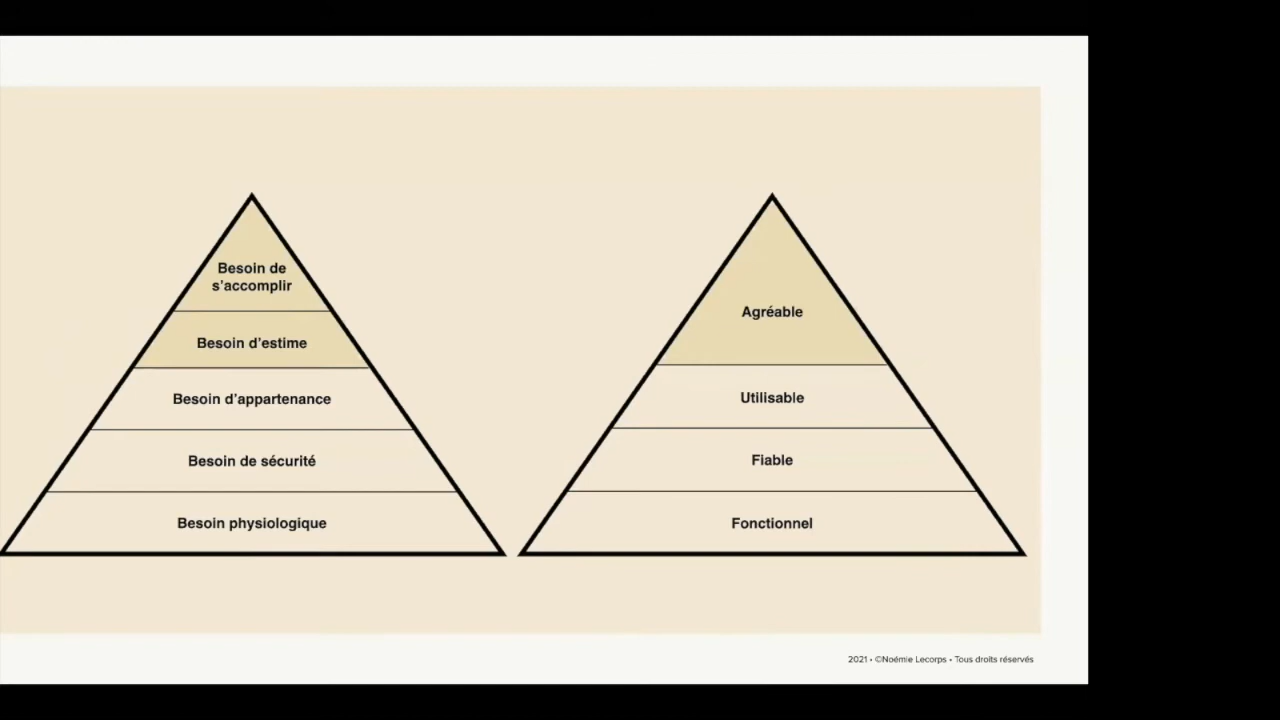 Besoin de
s'accomplir
Besoin d'estime
Besoin d'appartenance
Besoin de sécurité
Besoin physiologique
Agréable
Utilisable
Fiable
Fonctionnel
2021 • ©Noémie Lecorps • Tous droits réservés